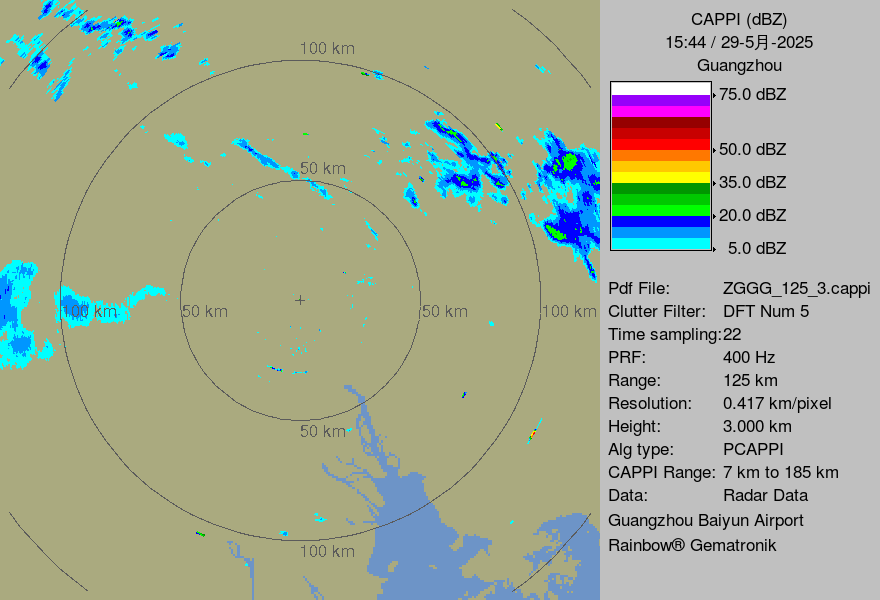 100 km
50 km
100 km
50 km
50 km
100 km
50 km
100 km
CAPPI (dBZ)
15:44 / 29-5月-2025
Guangzhou
75.0 dBZ
50.0 dBZ
35.0 dBZ
20.0 dBZ
5.0 dBZ
Pdf File: ZGGG_125_3.cappi
Clutter Filter: DFT Num 5
Time sampling:22
PRF: 400 Hz
Range: 125 km
Resolution: 0.417 km/pixel
Height: 3.000 km
Alg type: PCAPPI
CAPPI Range: 7 km to 185 km
Data: Radar Data
Guangzhou Baiyun Airport
Rainbow® Gematronik